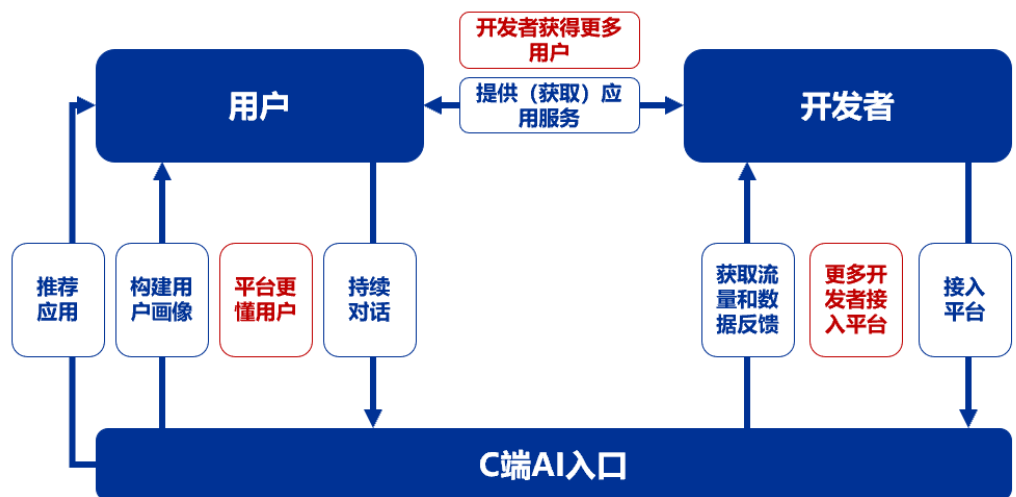 开发者获得更多
用户
用户
提供（获取）应
用服务
开发者
推荐
应用
构建用
户画像
平台更
懂用户
持续
对话
获取流
量和数
据反馈
更多开
发者接
入平台
接入
平台
C端AI入口